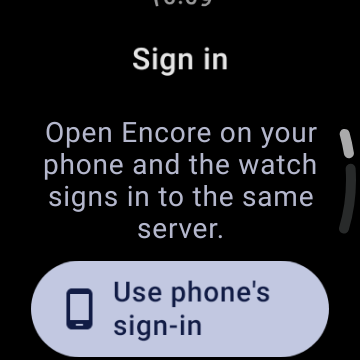 Sign in
Open Encore on your
phone and the watch
signs in to the same
server.
Use phone's
sign-in